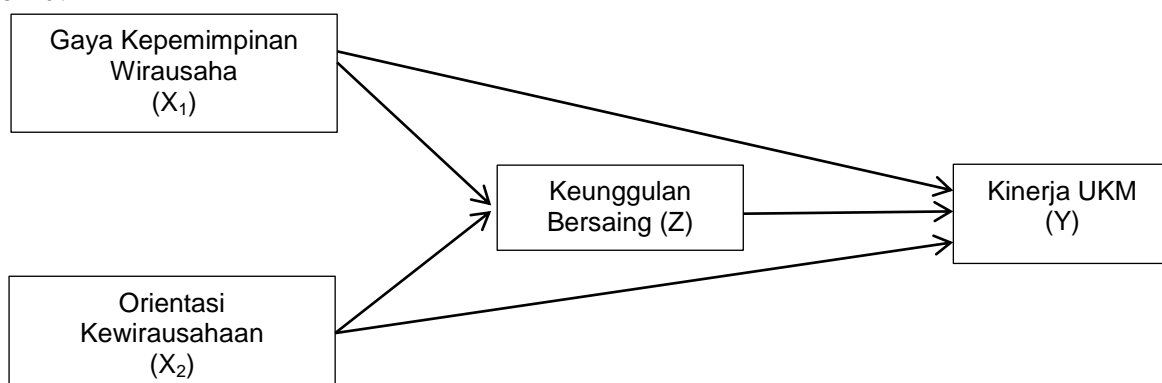 Gaya Kepemimpinan
Wirausaha
(X₁)
Keunggulan
Bersaing (Z)
Kinerja UKM
(Y)
Orientasi
Kewirausahaan
(X₂)